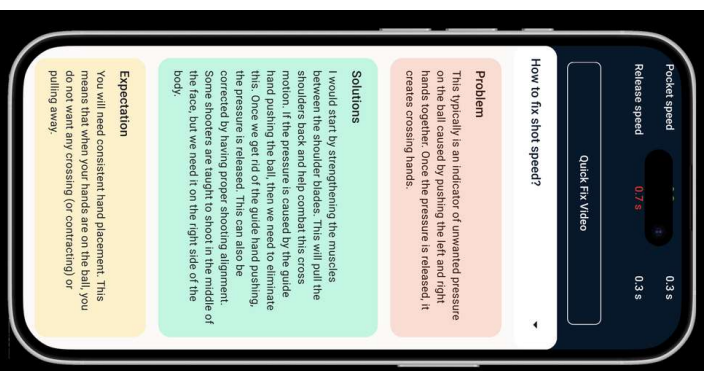 Pocket speed 0.3 s
Release speed 0.7 s 0.3 s
Quick Fix Video
How to fix shot speed?
Problem
This typically is an indicator of unwanted pressure
on the ball caused by pushing the left and right
hands together. Once the pressure is released, it
creates crossing hands.
Solutions
I would start by strengthening the muscles
between the shoulder blades. This will pull the
shoulders back and help combat this cross
motion. If the pressure is caused by the guide
hand pushing the ball, then we need to eliminate
this. Once we get rid of the guide hand pushing,
the pressure is released. This can also be
corrected by having proper shooting alignment.
Some shooters are taught to shoot in the middle of
the face, but we need it on the right side of the
body.
Expectation
You will need consistent hand placement. This
means that when your hands are on the ball, you
do not want any crossing (or contracting) or
pulling away.